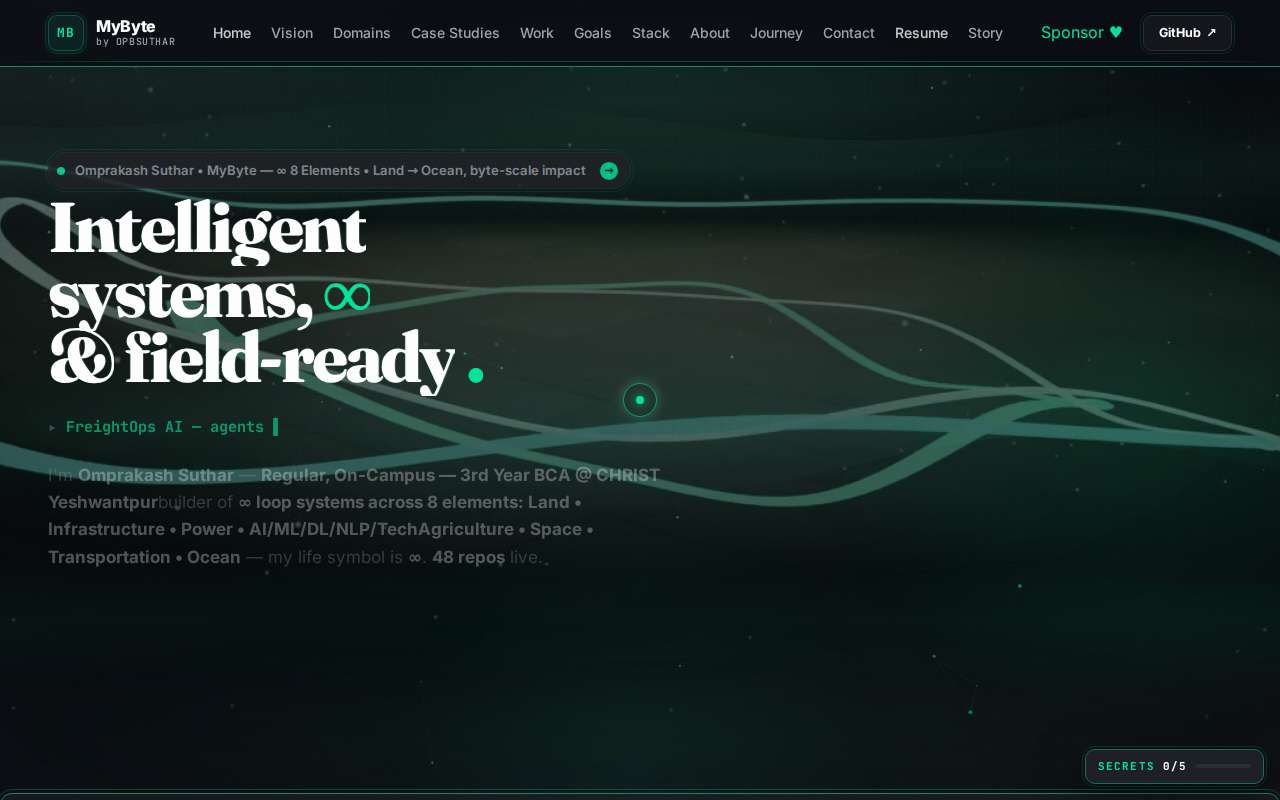 MB
MyByte
by OPBSUTHAR
Home Vision Domains Case Studies Work Goals Stack About Journey Contact Resume Story Sponsor ♥ GitHub ↗
Omprakash Suthar • MyByte — ∞ 8 Elements • Land → Ocean, byte-scale impact →
Intelligent
systems, ∞
& field-ready .
▸ FreightOps AI — agents
I'm Omprakash Suthar — Regular, On-Campus — 3rd Year BCA @ CHRIST
Yeshwantpurbuilder of ∞ loop systems across 8 elements: Land •
Infrastructure • Power • AI/ML/DL/NLP/TechAgriculture • Space •
Transportation • Ocean — my life symbol is ∞. 48 repos live.
SECRETS 0/5